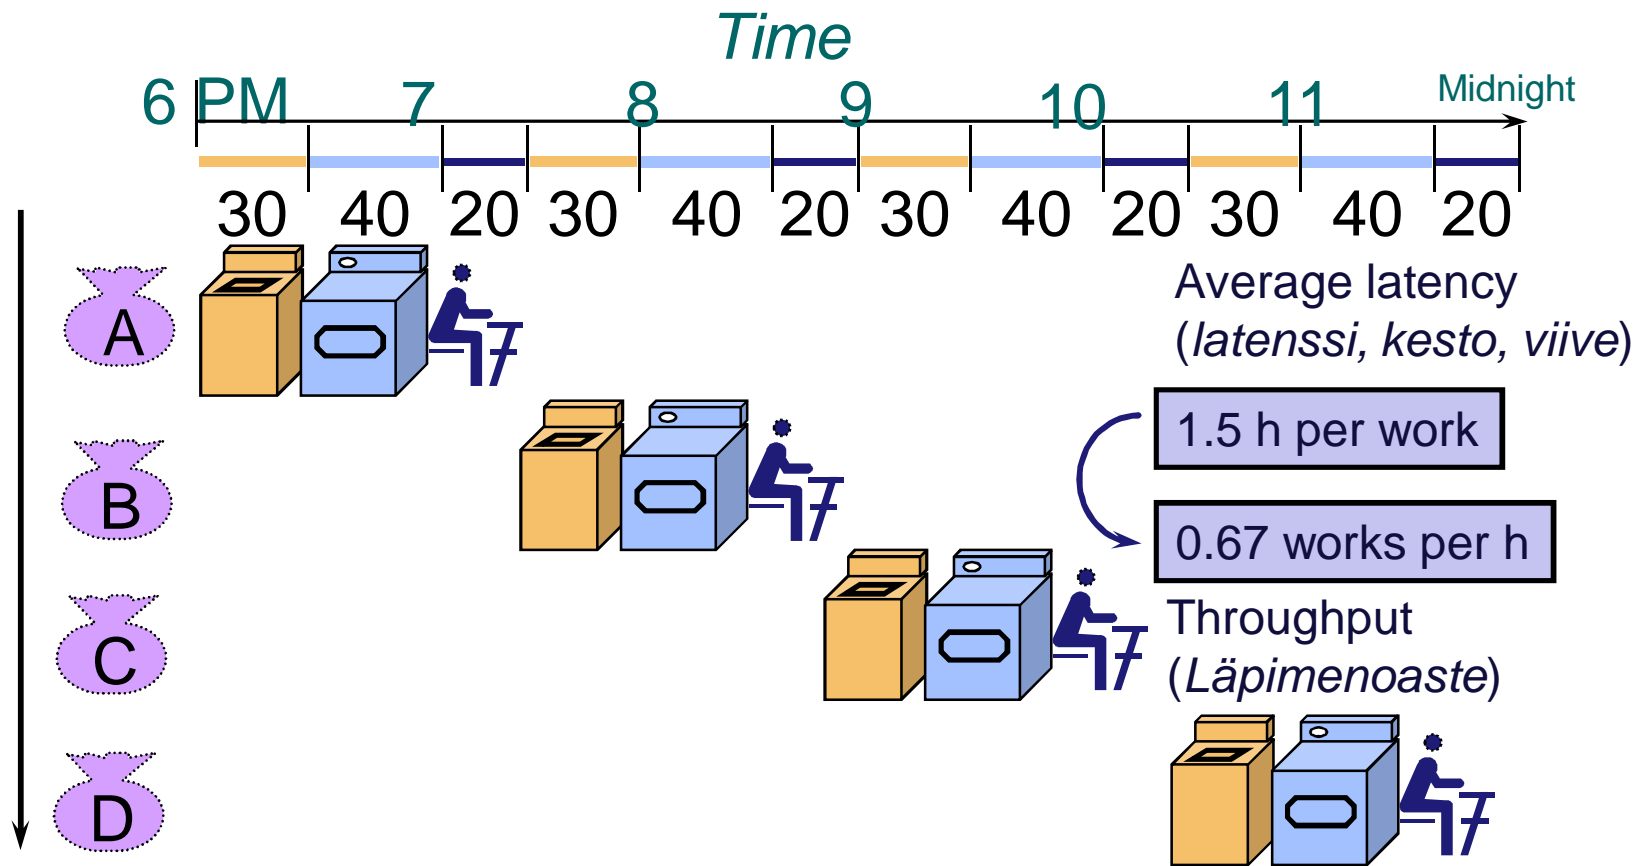 Time
6 PM 7 8 9 10 11 Midnight
30 40 20 30 40 20 30 40 20 30 40 20
A
Average latency
(latenssi, kesto, viive)
1.5 h per work
B
0.67 works per h
C
Throughput
(Läpimenoaste)
D